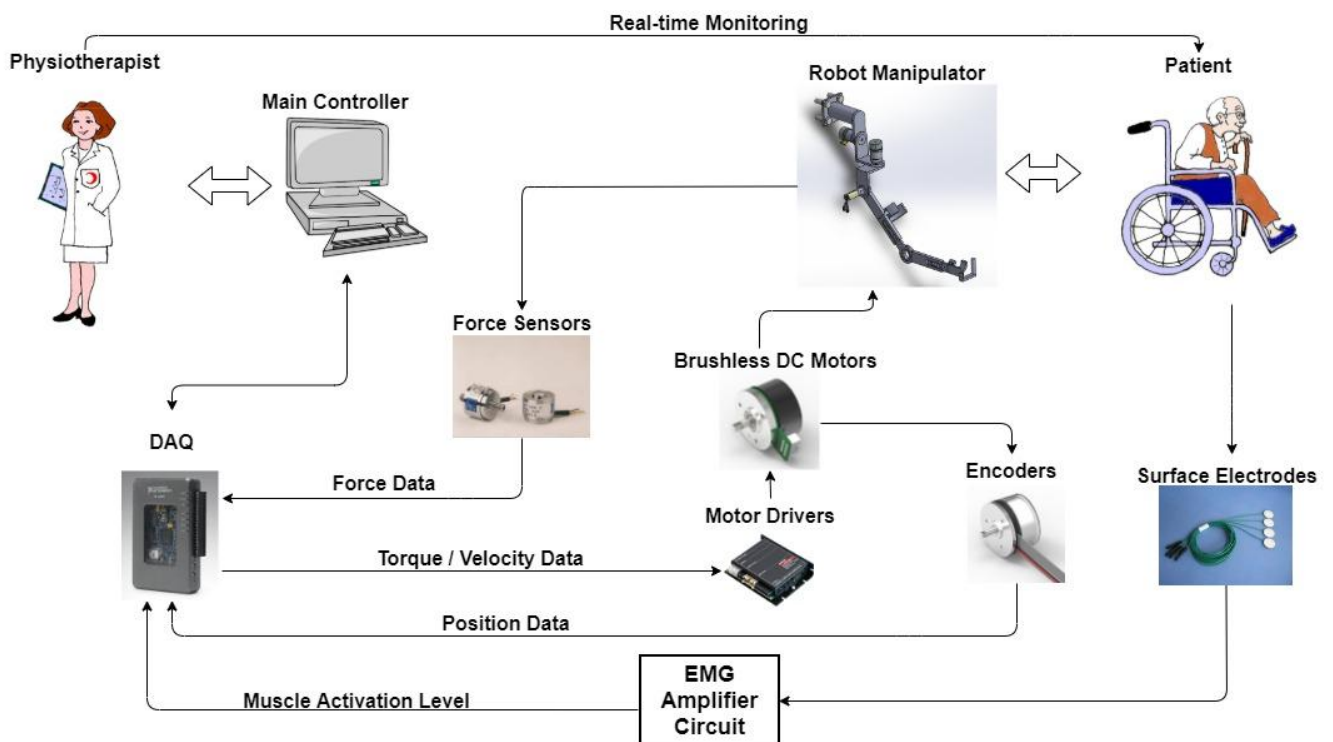 Real-time Monitoring
Physiotherapist
Main Controller
Robot Manipulator
Patient
Force Sensors
Brushless DC Motors
DAQ
Encoders
Surface Electrodes
Force Data
Motor Drivers
Torque / Velocity Data
Position Data
EMG
Amplifier
Circuit
Muscle Activation Level